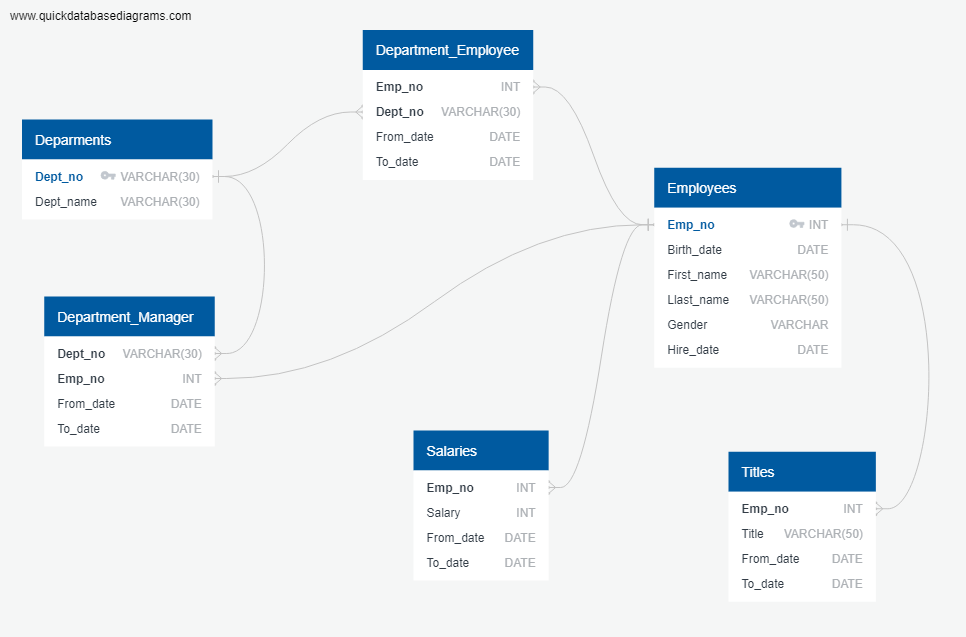 www.quickdatabasediagrams.com
Department_Employee
Emp_no INT
Dept_no VARCHAR(30)
From_date DATE
To_date DATE
Deparments
Dept_no VARCHAR(30)
Dept_name VARCHAR(30)
Employees
Emp_no INT
Birth_date DATE
First_name VARCHAR(50)
Llast_name VARCHAR(50)
Gender VARCHAR
Hire_date DATE
Department_Manager
Dept_no VARCHAR(30)
Emp_no INT
From_date DATE
To_date DATE
Salaries
Emp_no INT
Salary INT
From_date DATE
To_date DATE
Titles
Emp_no INT
Title VARCHAR(50)
From_date DATE
To_date DATE